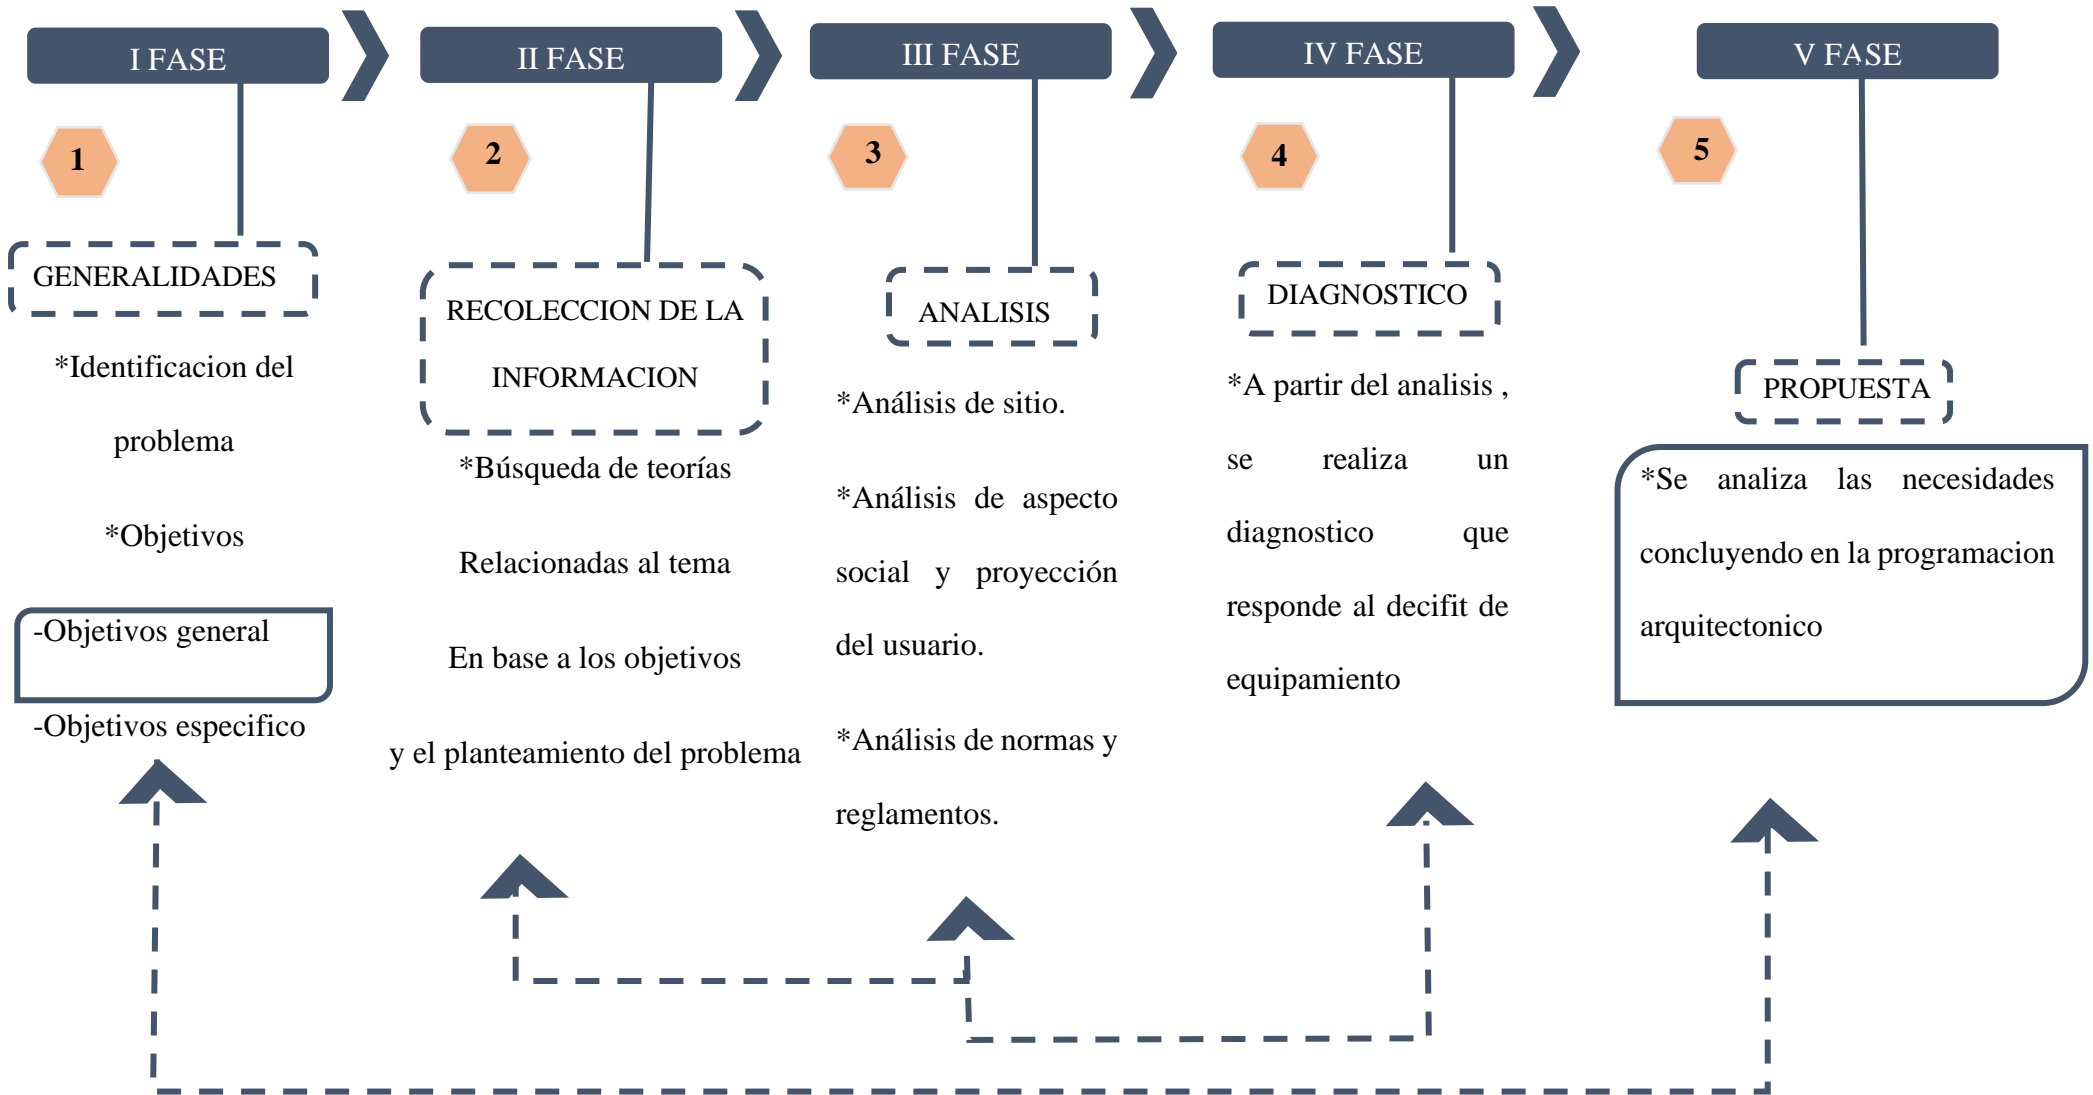 I FASE
II FASE
III FASE
IV FASE
V FASE
1
GENERALIDADES
*Identificacion del
problema
*Objetivos
-Objetivos general
-Objetivos especifico
2
RECOLECCION DE LA
INFORMACION
*Búsqueda de teorías
Relacionadas al tema
En base a los objetivos
y el planteamiento del problema
3
ANALISIS
*Análisis de sitio.
*Análisis de aspecto
social y proyección
del usuario.
*Análisis de normas y
reglamentos.
4
DIAGNOSTICO
*A partir del analisis ,
se realiza un
diagnostico que
responde al decifit de
equipamiento
5
PROPUESTA
*Se analiza las necesidades
concluyendo en la programacion
arquitectonico